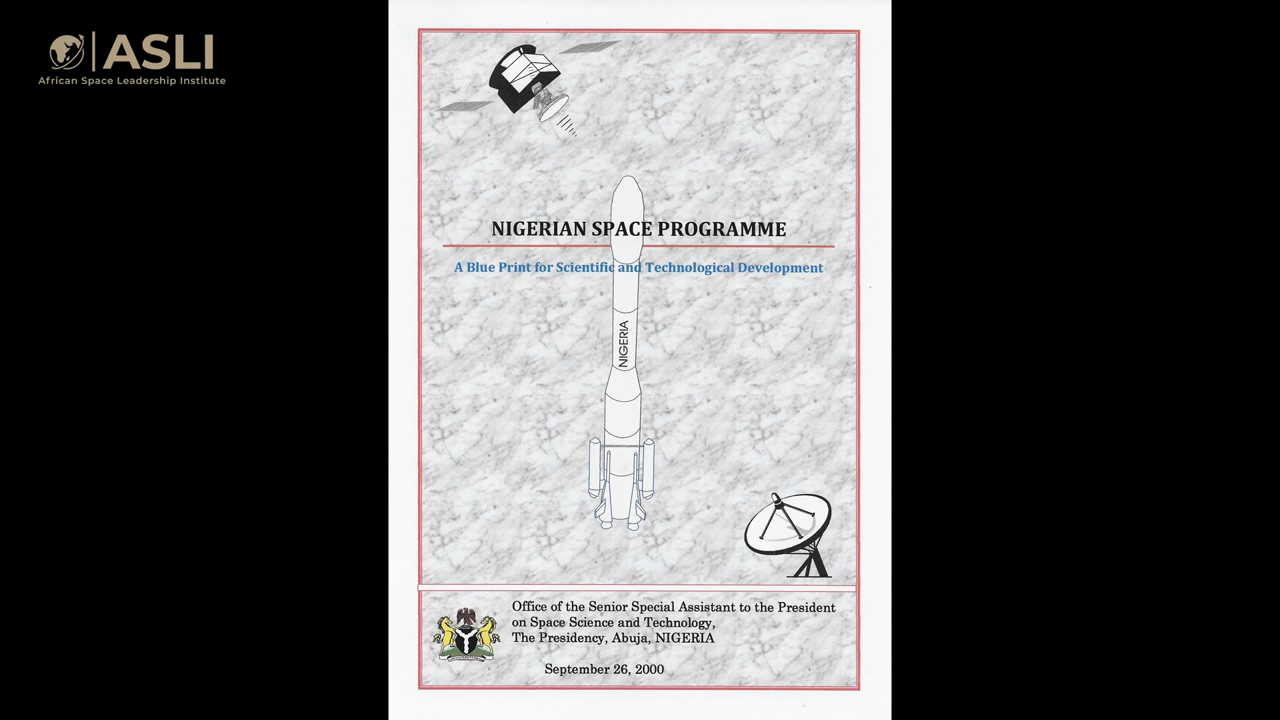 ASLI
African Space Leadership Institute
NIGERIAN SPACE PROGRAMME
A Blue Print for Scientific and Technological Development
NIGERIA
Office of the Senior Special Assistant to the President
on Space Science and Technology,
The Presidency, Abuja, NIGERIA
September 26, 2000